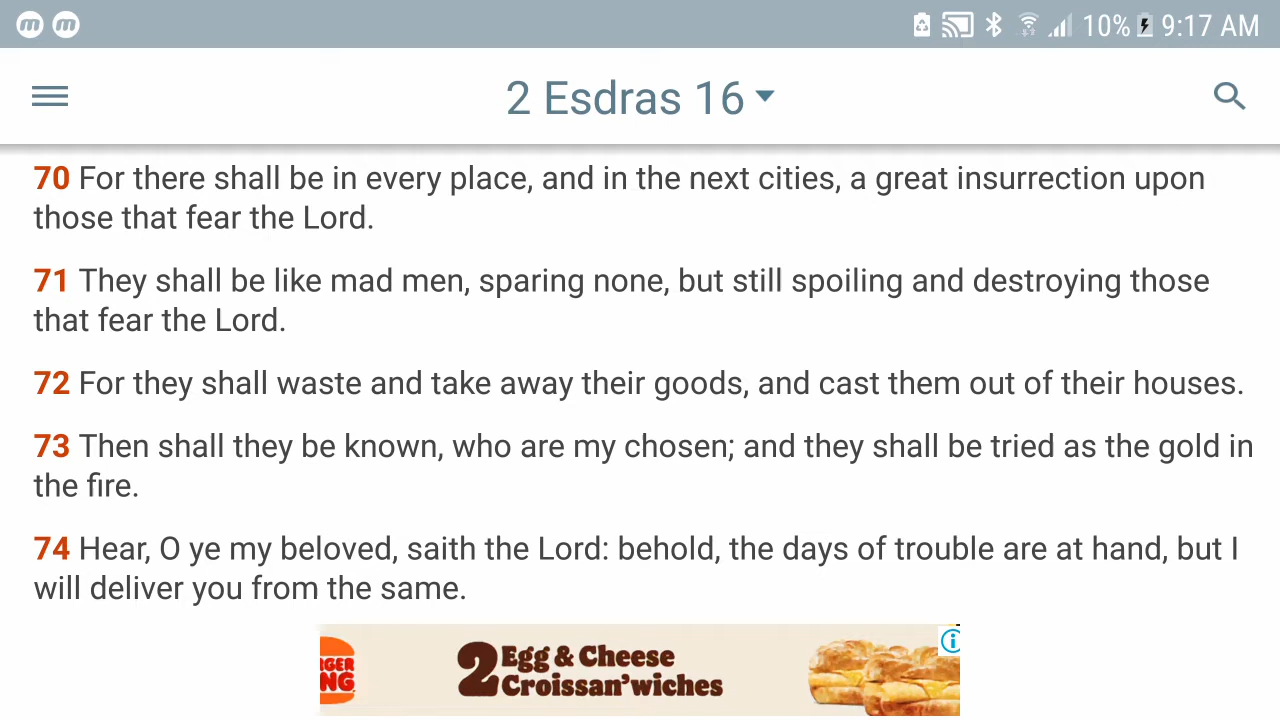 10% 9:17 AM
2 Esdras 16
70 For there shall be in every place, and in the next cities, a great insurrection upon
those that fear the Lord.
71 They shall be like mad men, sparing none, but still spoiling and destroying those
that fear the Lord.
72 For they shall waste and take away their goods, and cast them out of their houses.
73 Then shall they be known, who are my chosen; and they shall be tried as the gold in
the fire.
74 Hear, O ye my beloved, saith the Lord: behold, the days of trouble are at hand, but I
will deliver you from the same.
RGER
NG
2 Egg & Cheese
Croissan'wiches